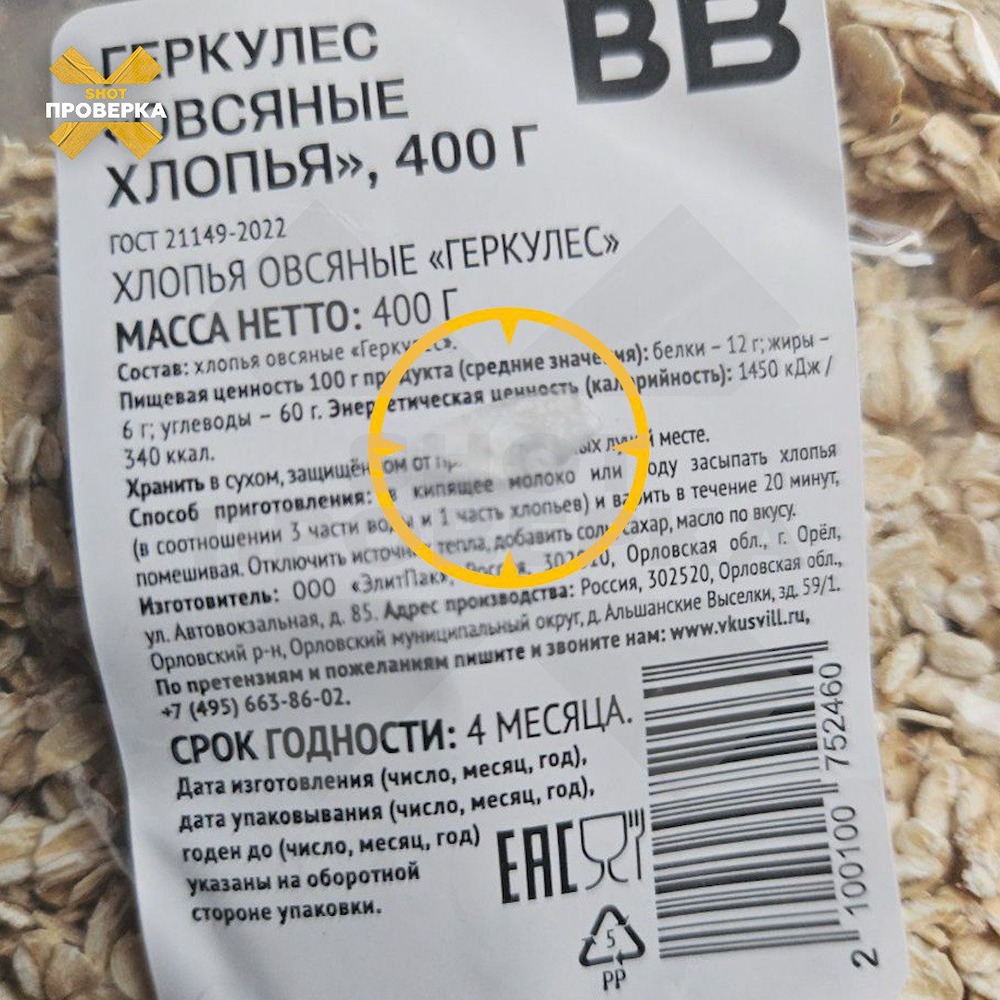 SHOT
ПРОВЕРКА
ВВ
ГЕРКУЛЕС
«ОВСЯНЫЕ
ХЛОПЬЯ», 400 Г
ГОСТ 21149-2022
ХЛОПЬЯ ОВСЯНЫЕ «ГЕРКУЛЕС»
МАССА НЕТТО: 400 Г
Состав: хлопья овсяные «Геркулес».
Пищевая ценность 100 г продукта (средние значения): белки – 12 г; жиры –
6 г; углеводы – 60 г. Энергетическая ценность (калорийность): 1450 кДж /
340 ккал.
Хранить в сухом, защищённом от месте.
Способ приготовления: в кипящее молоко или воду засыпать хлопья
(в соотношении 3 части воды и 1 часть хлопьев) и варить в течение 20 минут,
помешивая. Отключить источник тепла, добавить соль, сахар, масло по вкусу.
Изготовитель: ООО «ЭлитПак», Россия, Орловская обл., г. Орёл,
ул. Автовокзальная, д. 85. Адрес производства: Россия, 302520, Орловская обл.,
Орловский р-н, Орловский муниципальный округ, д. Альшанские Выселки, зд. 59/1.
По претензиям и пожеланиям пишите и звоните нам: www.vkusvill.ru,
+7 (495) 663-86-02.
СРОК ГОДНОСТИ: 4 МЕСЯЦА.
Дата изготовления (число, месяц, год),
дата упаковывания (число, месяц, год),
годен до (число, месяц, год)
указаны на оборотной
стороне упаковки.
EAC
5
PP
2 100100 752460